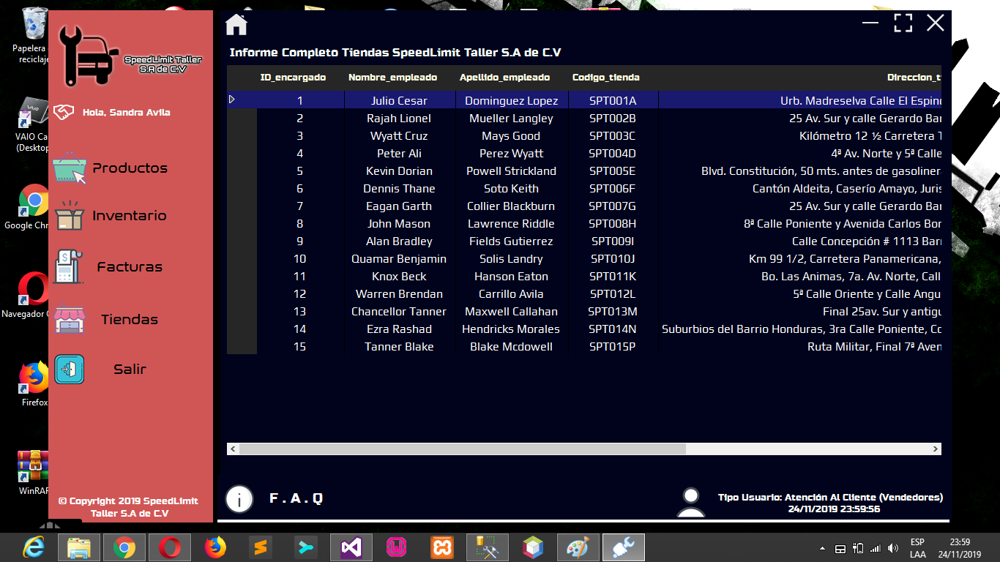 Papelera
reciclaje
VAIO Ca
(Desktop
Google Chr
Navegador
Firefox
WinRAR
SpeedLimit Taller
S.A de C.V
Hola, Sandra Avila
Productos
Inventario
Facturas
Tiendas
Salir
© Copyright 2019 SpeedLimit
Taller S.A de C.V
Informe Completo Tiendas SpeedLimit Taller S.A de C.V
ID_encargado Nombre_empleado Apellido_empleado Codigo_tienda Direccion_t
1 Julio Cesar Dominguez Lopez SPT001A Urb. Madreselva Calle El Espin
2 Rajah Lionel Mueller Langley SPT002B 25 Av. Sur y calle Gerardo Bar
3 Wyatt Cruz Mays Good SPT003C Kilómetro 12 ½ Carretera T
4 Peter Ali Perez Wyatt SPT004D 4ª Av. Norte y 5ª Calle
5 Kevin Dorian Powell Strickland SPT005E Blvd. Constitución, 50 mts. antes de gasoliner
6 Dennis Thane Soto Keith SPT006F Cantón Aldeita, Caserío Amayo, Juris
7 Eagan Garth Collier Blackburn SPT007G 25 Av. Sur y calle Gerardo Bar
8 John Mason Lawrence Riddle SPT008H 8ª Calle Poniente y Avenida Carlos Bor
9 Alan Bradley Fields Gutierrez SPT009I Calle Concepción # 1113 Barr
10 Quamar Benjamin Solis Landry SPT010J Km 99 1/2, Carretera Panamericana,
11 Knox Beck Hanson Eaton SPT011K Bo. Las Animas, 7a. Av. Norte, Call
12 Warren Brendan Carrillo Avila SPT012L 5ª Calle Oriente y Calle Angu
13 Chancellor Tanner Maxwell Callahan SPT013M Final 25av. Sur y antigu
14 Ezra Rashad Hendricks Morales SPT014N Suburbios del Barrio Honduras, 3ra Calle Poniente, Co
15 Tanner Blake Blake Mcdowell SPT015P Ruta Militar, Final 7ª Aven
F . A . Q
Tipo Usuario: Atención Al Cliente (Vendedores)
24/11/2019 23:59:56
ESP
LAA
23:59
24/11/2019